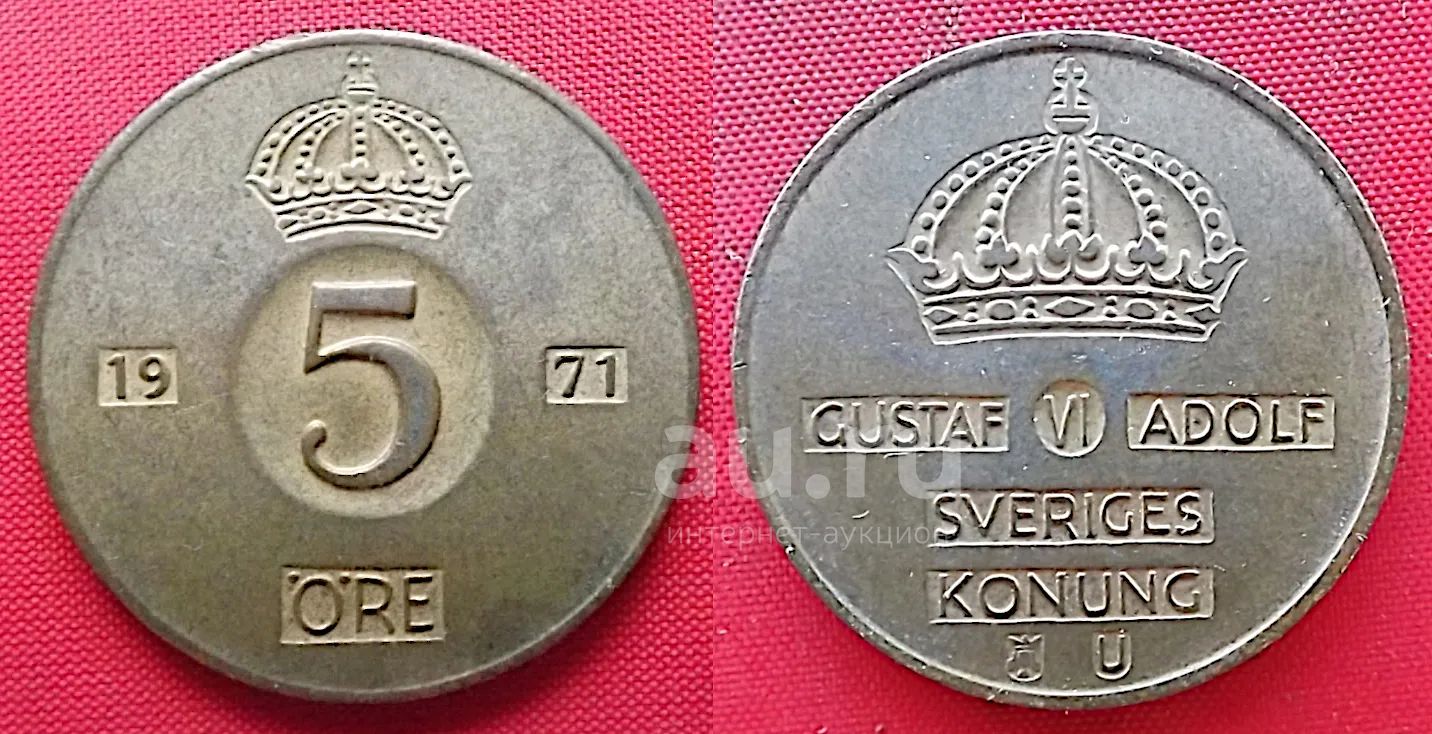 19 5 71
ÖRE
GUSTAF VI ADOLF
SVERIGES
KONUNG
U
au.ru
интернет-аукцион